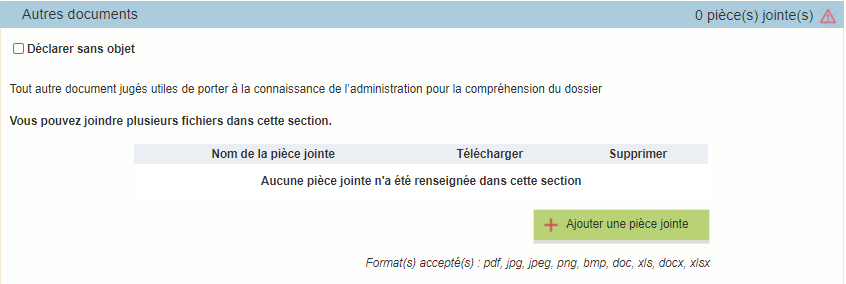 Autres documents 0 pièce(s) jointe(s)
Déclarer sans objet
Tout autre document jugés utiles de porter à la connaissance de l'administration pour la compréhension du dossier
Vous pouvez joindre plusieurs fichiers dans cette section.
Nom de la pièce jointe Télécharger Supprimer
Aucune pièce jointe n'a été renseignée dans cette section
Ajouter une pièce jointe
Format(s) accepté(s) : pdf, jpg, jpeg, png, bmp, doc, xls, docx, xlsx